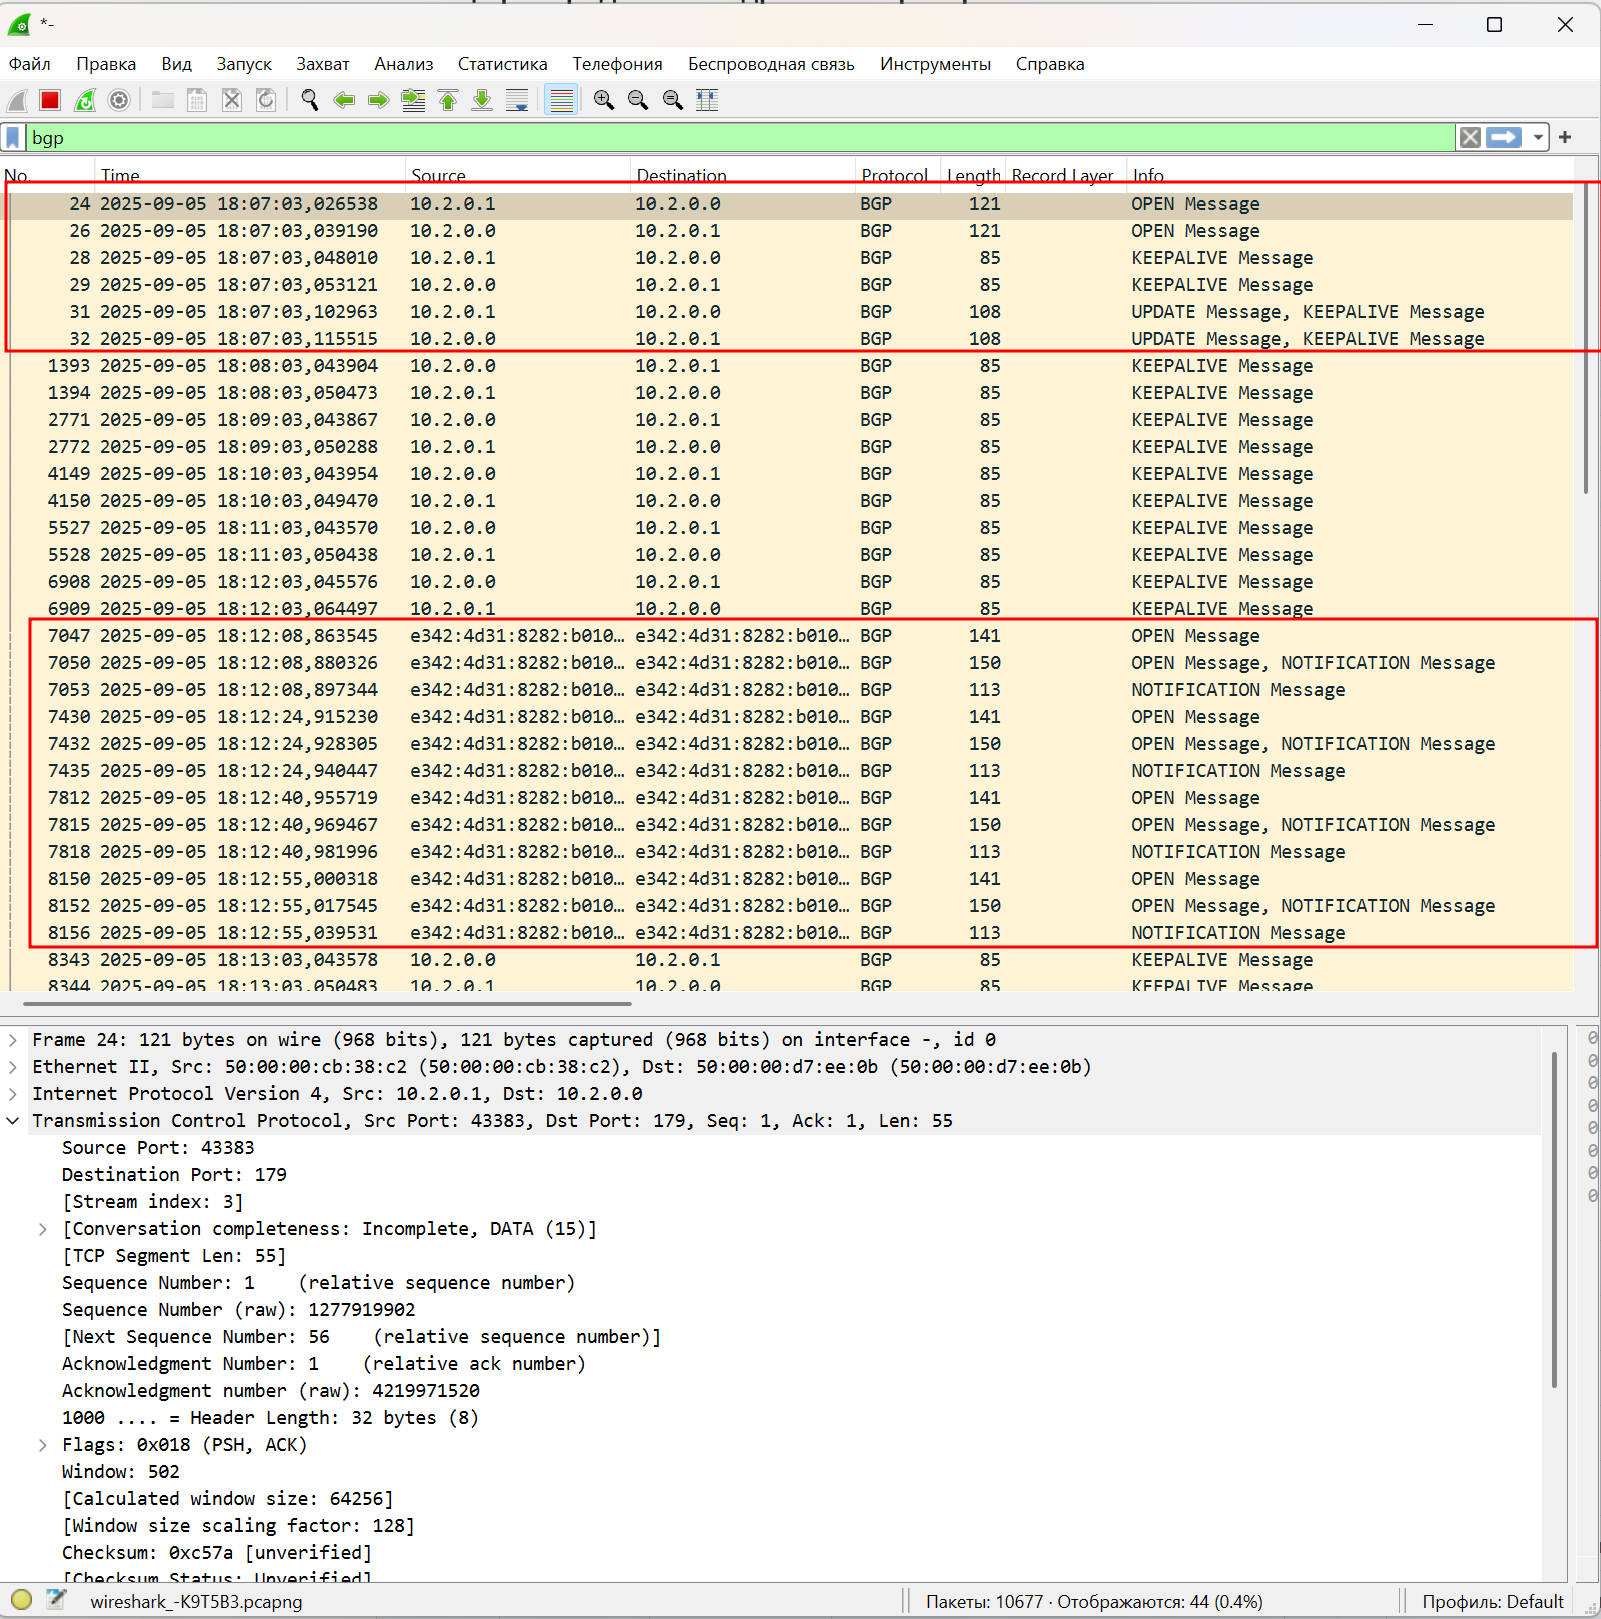 *-
Файл Правка Вид Запуск Захват Анализ Статистика Телефония Беспроводная связь Инструменты Справка
bgp
No. Time Source Destination Protocol Length Record Layer Info
24 2025-09-05 18:07:03,026538 10.2.0.1 10.2.0.0 BGP 121 OPEN Message
26 2025-09-05 18:07:03,039190 10.2.0.0 10.2.0.1 BGP 121 OPEN Message
28 2025-09-05 18:07:03,048010 10.2.0.1 10.2.0.0 BGP 85 KEEPALIVE Message
29 2025-09-05 18:07:03,053121 10.2.0.0 10.2.0.1 BGP 85 KEEPALIVE Message
31 2025-09-05 18:07:03,102963 10.2.0.1 10.2.0.0 BGP 108 UPDATE Message, KEEPALIVE Message
32 2025-09-05 18:07:03,115515 10.2.0.0 10.2.0.1 BGP 108 UPDATE Message, KEEPALIVE Message
1393 2025-09-05 18:08:03,043904 10.2.0.0 10.2.0.1 BGP 85 KEEPALIVE Message
1394 2025-09-05 18:08:03,050473 10.2.0.1 10.2.0.0 BGP 85 KEEPALIVE Message
2771 2025-09-05 18:09:03,043867 10.2.0.0 10.2.0.1 BGP 85 KEEPALIVE Message
2772 2025-09-05 18:09:03,050288 10.2.0.1 10.2.0.0 BGP 85 KEEPALIVE Message
4149 2025-09-05 18:10:03,043954 10.2.0.0 10.2.0.1 BGP 85 KEEPALIVE Message
4150 2025-09-05 18:10:03,049470 10.2.0.1 10.2.0.0 BGP 85 KEEPALIVE Message
5527 2025-09-05 18:11:03,043570 10.2.0.0 10.2.0.1 BGP 85 KEEPALIVE Message
5528 2025-09-05 18:11:03,050438 10.2.0.1 10.2.0.0 BGP 85 KEEPALIVE Message
6908 2025-09-05 18:12:03,045576 10.2.0.0 10.2.0.1 BGP 85 KEEPALIVE Message
6909 2025-09-05 18:12:03,064497 10.2.0.1 10.2.0.0 BGP 85 KEEPALIVE Message
7047 2025-09-05 18:12:08,863545 e342:4d31:8282:b010… e342:4d31:8282:b010… BGP 141 OPEN Message
7050 2025-09-05 18:12:08,880326 e342:4d31:8282:b010… e342:4d31:8282:b010… BGP 150 OPEN Message, NOTIFICATION Message
7053 2025-09-05 18:12:08,897344 e342:4d31:8282:b010… e342:4d31:8282:b010… BGP 113 NOTIFICATION Message
7430 2025-09-05 18:12:24,915230 e342:4d31:8282:b010… e342:4d31:8282:b010… BGP 141 OPEN Message
7432 2025-09-05 18:12:24,928305 e342:4d31:8282:b010… e342:4d31:8282:b010… BGP 150 OPEN Message, NOTIFICATION Message
7435 2025-09-05 18:12:24,940447 e342:4d31:8282:b010… e342:4d31:8282:b010… BGP 113 NOTIFICATION Message
7812 2025-09-05 18:12:40,955719 e342:4d31:8282:b010… e342:4d31:8282:b010… BGP 141 OPEN Message
7815 2025-09-05 18:12:40,969467 e342:4d31:8282:b010… e342:4d31:8282:b010… BGP 150 OPEN Message, NOTIFICATION Message
7818 2025-09-05 18:12:40,981996 e342:4d31:8282:b010… e342:4d31:8282:b010… BGP 113 NOTIFICATION Message
8150 2025-09-05 18:12:55,000318 e342:4d31:8282:b010… e342:4d31:8282:b010… BGP 141 OPEN Message
8152 2025-09-05 18:12:55,017545 e342:4d31:8282:b010… e342:4d31:8282:b010… BGP 150 OPEN Message, NOTIFICATION Message
8156 2025-09-05 18:12:55,039531 e342:4d31:8282:b010… e342:4d31:8282:b010… BGP 113 NOTIFICATION Message
8343 2025-09-05 18:13:03,043578 10.2.0.0 10.2.0.1 BGP 85 KEEPALIVE Message
8344 2025-09-05 18:13:03,050483 10.2.0.1 10.2.0.0 BGP 85 KEEPALIVE Message
Frame 24: 121 bytes on wire (968 bits), 121 bytes captured (968 bits) on interface -, id 0
Ethernet II, Src: 50:00:00:cb:38:c2 (50:00:00:cb:38:c2), Dst: 50:00:00:d7:ee:0b (50:00:00:d7:ee:0b)
Internet Protocol Version 4, Src: 10.2.0.1, Dst: 10.2.0.0
Transmission Control Protocol, Src Port: 43383, Dst Port: 179, Seq: 1, Ack: 1, Len: 55
Source Port: 43383
Destination Port: 179
[Stream index: 3]
[Conversation completeness: Incomplete, DATA (15)]
[TCP Segment Len: 55]
Sequence Number: 1 (relative sequence number)
Sequence Number (raw): 1277919902
[Next Sequence Number: 56 (relative sequence number)]
Acknowledgment Number: 1 (relative ack number)
Acknowledgment number (raw): 4219971520
1000 .... = Header Length: 32 bytes (8)
Flags: 0x018 (PSH, ACK)
Window: 502
[Calculated window size: 64256]
[Window size scaling factor: 128]
Checksum: 0xc57a [unverified]
[Checksum Status: Unverified]
wireshark_-K9T5B3.pcapng Пакеты: 10677 · Отображаются: 44 (0.4%) Профиль: Default